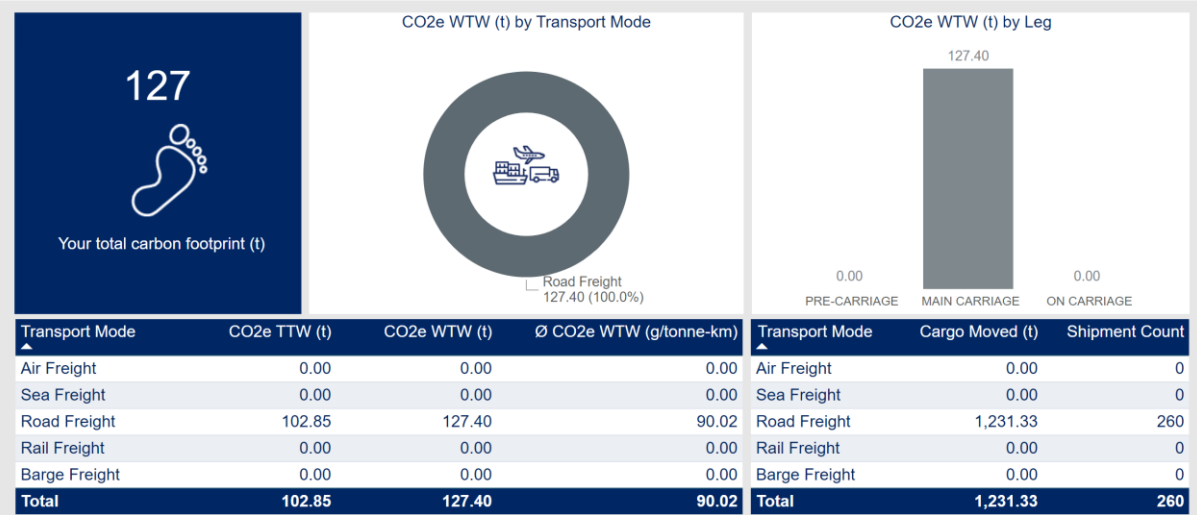 127
Your total carbon footprint (t)
CO2e WTW (t) by Transport Mode
Road Freight
127.40 (100.0%)
CO2e WTW (t) by Leg
127.40
0.00
0.00
PRE-CARRIAGE MAIN CARRIAGE ON CARRIAGE
Transport Mode CO2e TTW (t) CO2e WTW (t) Ø CO2e WTW (g/tonne-km)
Air Freight 0.00 0.00 0.00
Sea Freight 0.00 0.00 0.00
Road Freight 102.85 127.40 90.02
Rail Freight 0.00 0.00 0.00
Barge Freight 0.00 0.00 0.00
Total 102.85 127.40 90.02
Transport Mode Cargo Moved (t) Shipment Count
Air Freight 0.00 0
Sea Freight 0.00 0
Road Freight 1,231.33 260
Rail Freight 0.00 0
Barge Freight 0.00 0
Total 1,231.33 260